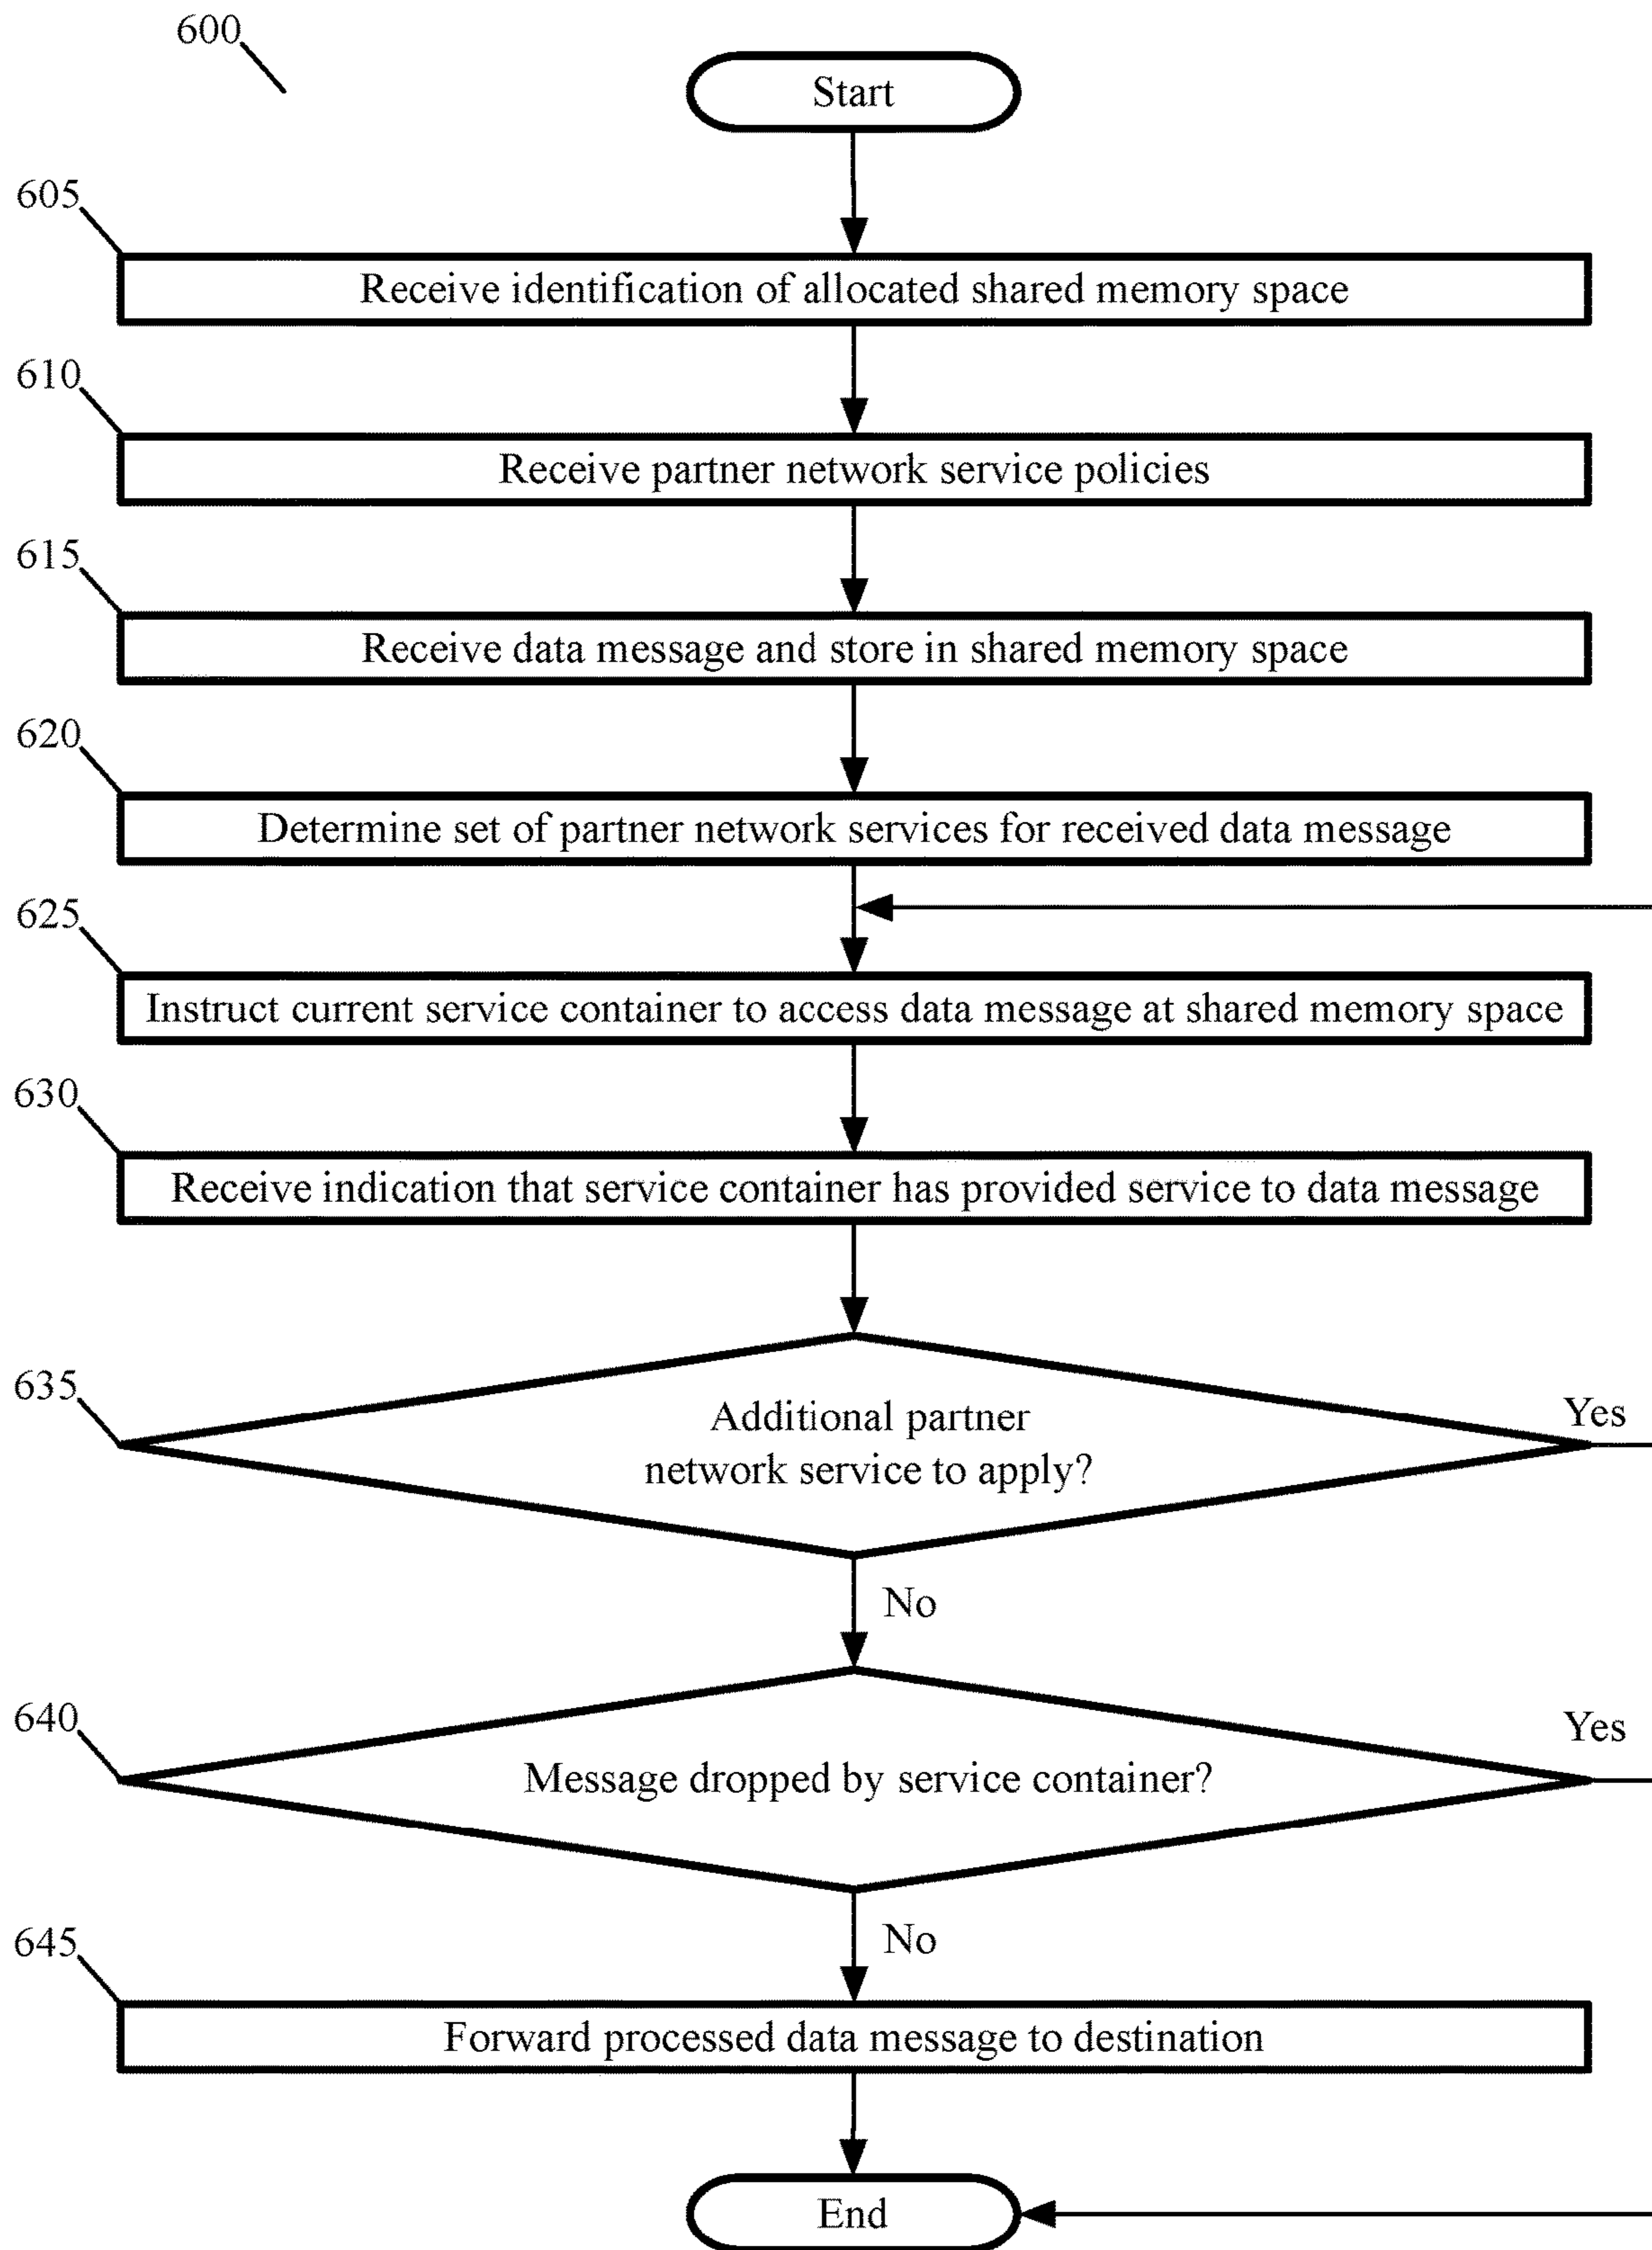 600
Start
605
Receive identification of allocated shared memory space
610
Receive partner network service policies
615
Receive data message and store in shared memory space
620
Determine set of partner network services for received data message
625
Instruct current service container to access data message at shared memory space
630
Receive indication that service container has provided service to data message
635
Additional partner
network service to apply?
Yes
No
640
Message dropped by service container?
Yes
No
645
Forward processed data message to destination
End